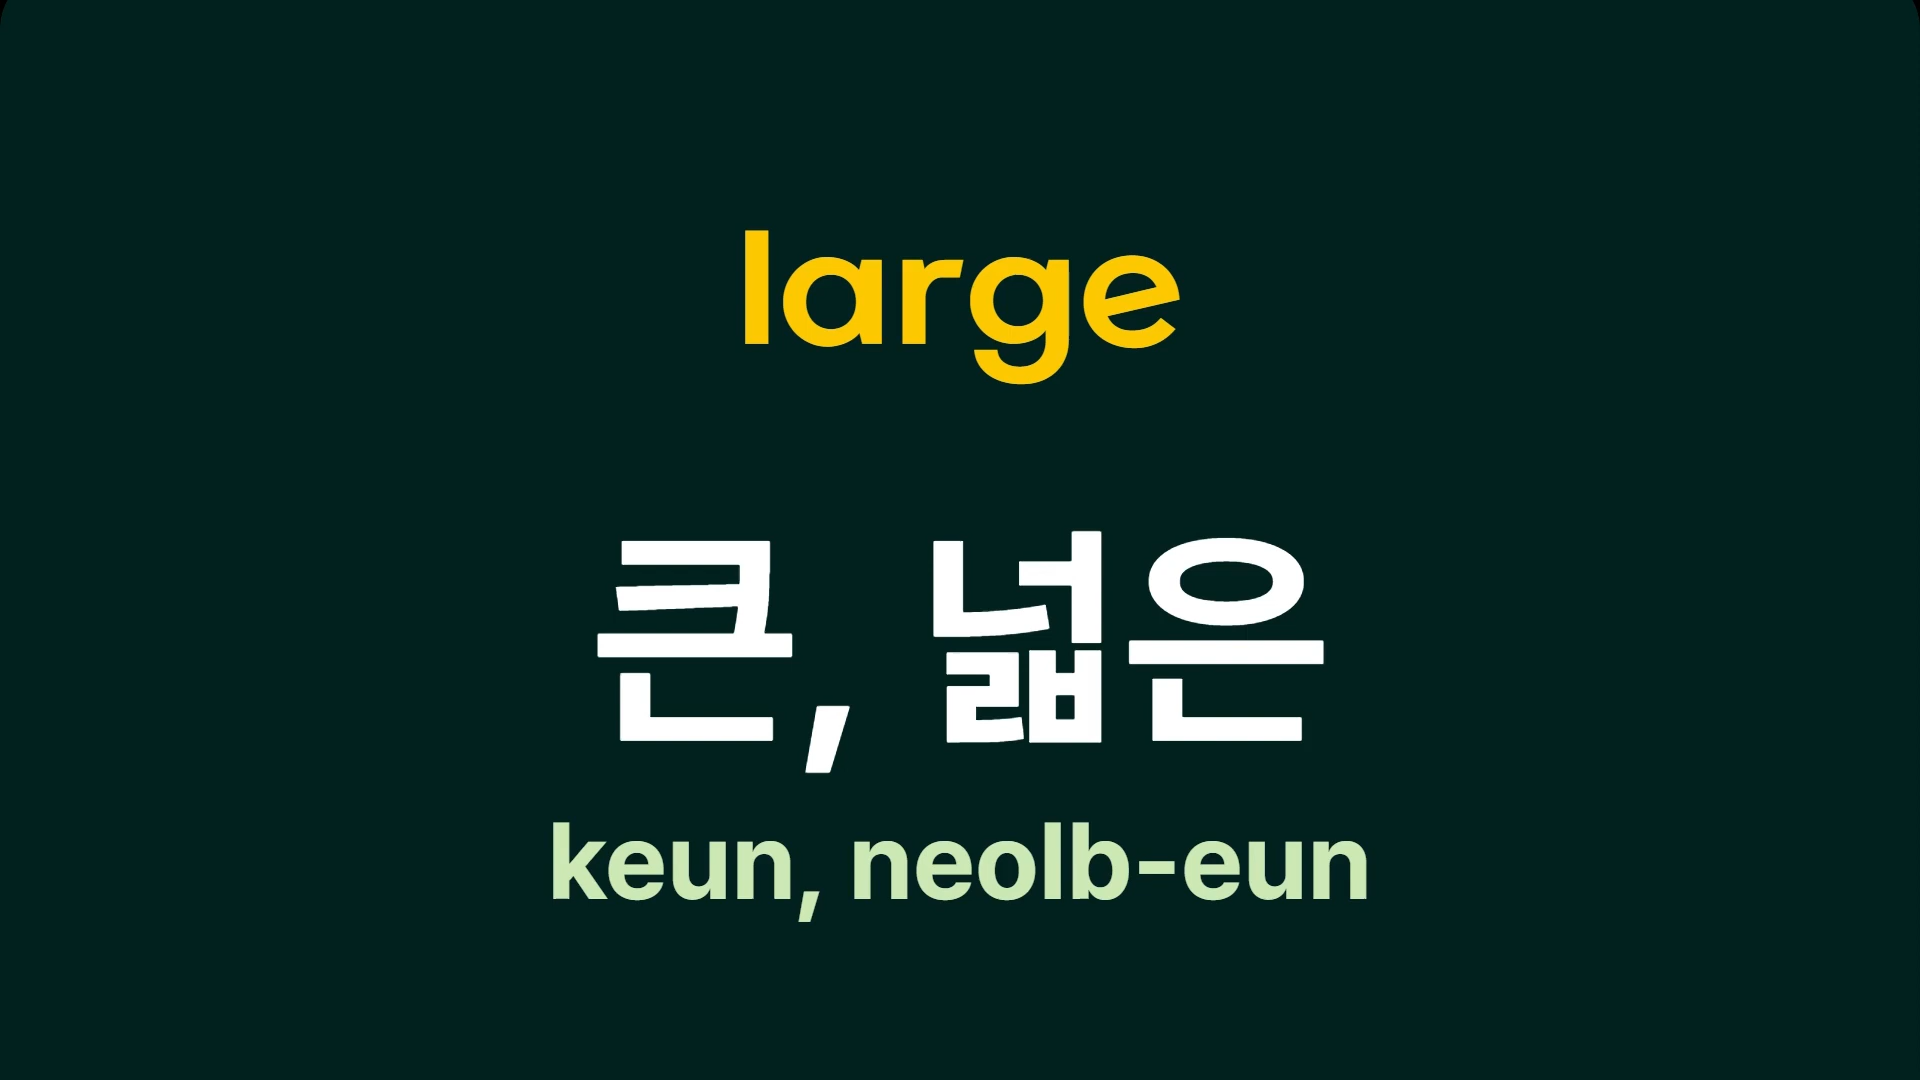 large
큰, 넓은
keun, neolb-eun